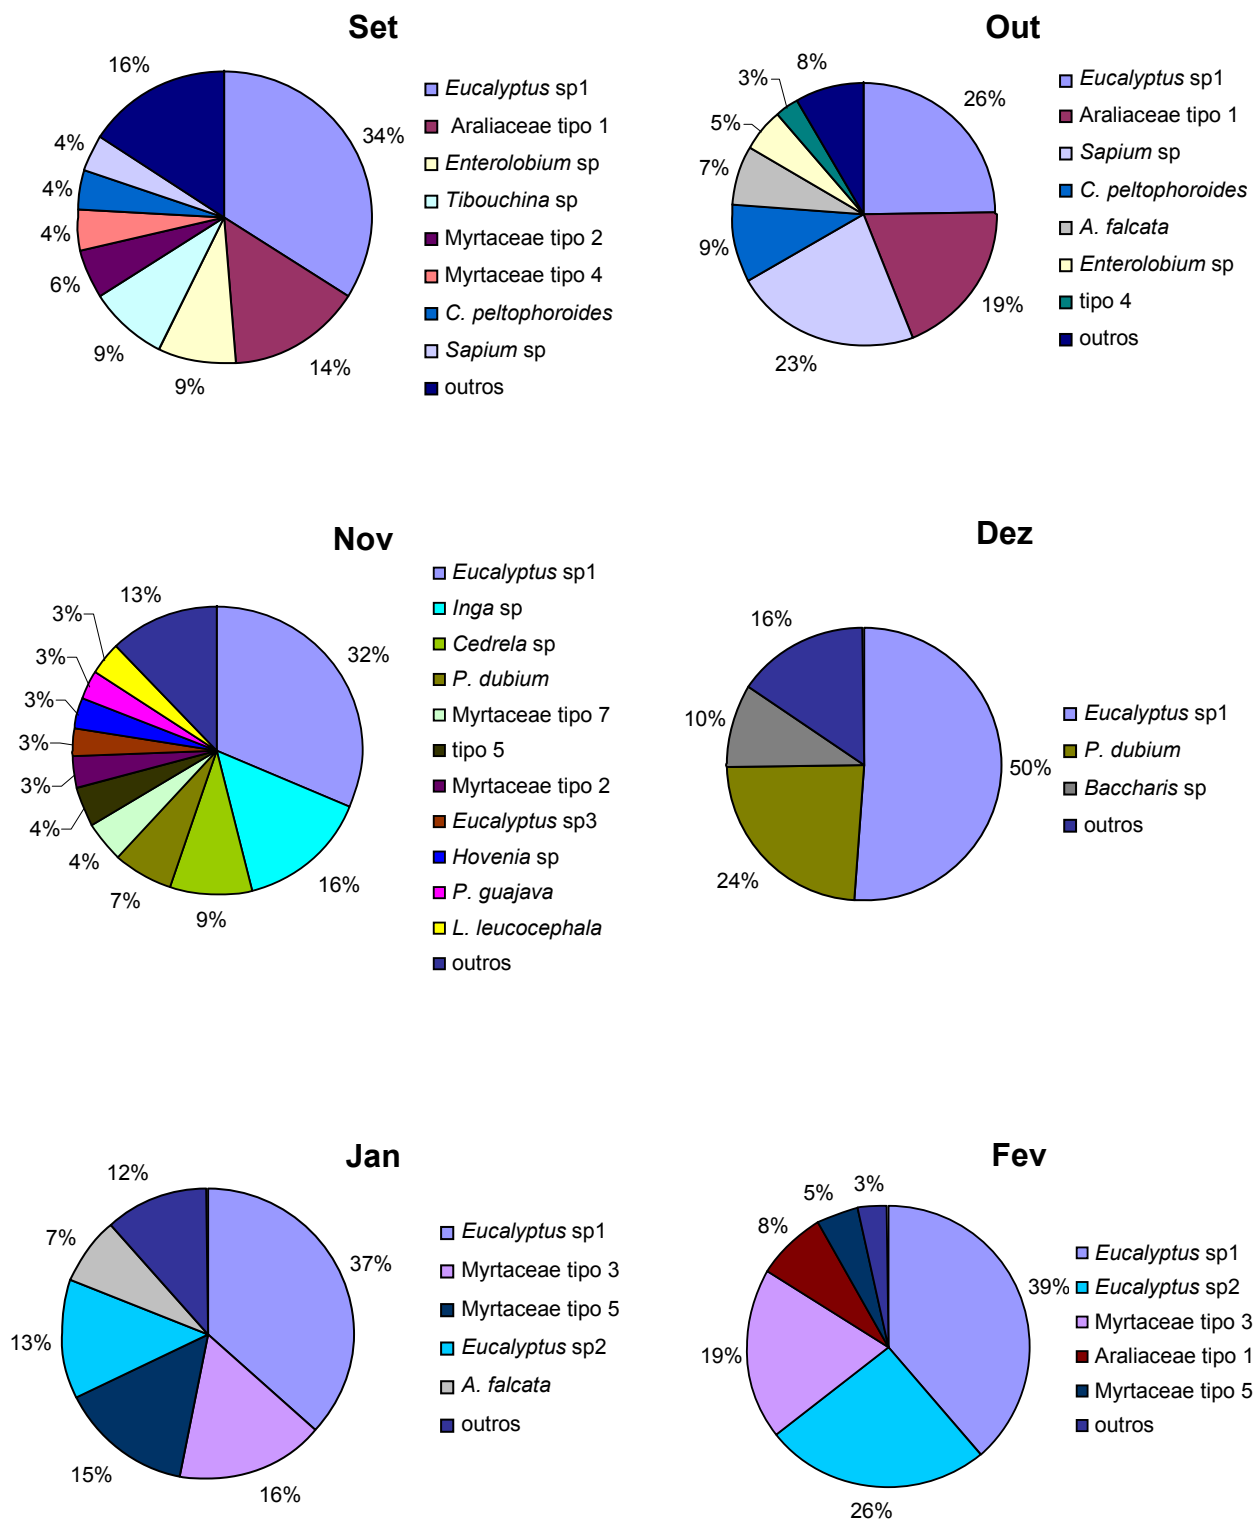 Set
16%
34%
4%
4%
4%
6%
9%
9%
14%
Eucalyptus sp1
Araliaceae tipo 1
Enterolobium sp
Tibouchina sp
Myrtaceae tipo 2
Myrtaceae tipo 4
C. peltophoroides
Sapium sp
outros
Out
8%
3%
26%
5%
7%
9%
19%
23%
Eucalyptus sp1
Araliaceae tipo 1
Sapium sp
C. peltophoroides
A. falcata
Enterolobium sp
tipo 4
outros
Nov
13%
3%
32%
3%
3%
3%
3%
4%
4%
7%
9%
16%
Eucalyptus sp1
Inga sp
Cedrela sp
P. dubium
Myrtaceae tipo 7
tipo 5
Myrtaceae tipo 2
Eucalyptus sp3
Hovenia sp
P. guajava
L. leucocephala
outros
Dez
16%
10%
50%
24%
Eucalyptus sp1
P. dubium
Baccharis sp
outros
Jan
12%
7%
37%
13%
15%
16%
Eucalyptus sp1
Myrtaceae tipo 3
Myrtaceae tipo 5
Eucalyptus sp2
A. falcata
outros
Fev
3%
5%
8%
39%
19%
26%
Eucalyptus sp1
Eucalyptus sp2
Myrtaceae tipo 3
Araliaceae tipo 1
Myrtaceae tipo 5
outros